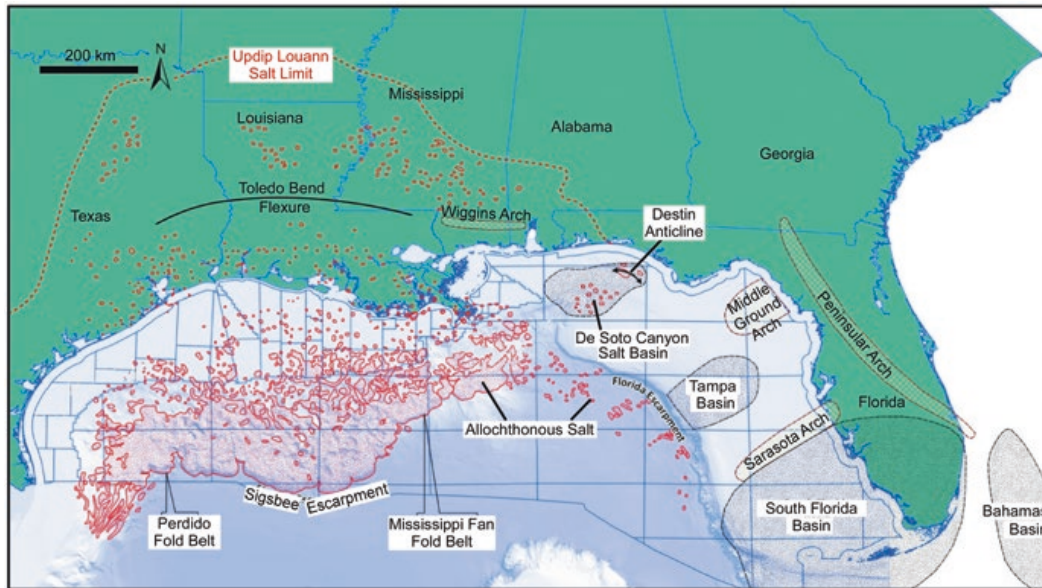 200 km
N
Updip Louann
Salt Limit
Mississippi
Louisiana
Alabama
Georgia
Toledo Bend
Flexure
Texas
Wiggins Arch
Destin
Anticline
Middle
Ground
Arch
Peninsular Arch
De Soto Canyon
Salt Basin
Florida Escarpment
Tampa
Basin
Florida
Allochthonous Salt
Sarasota Arch
Sigsbee Escarpment
South Florida
Basin
Bahamas
Basin
Perdido
Fold Belt
Mississippi Fan
Fold Belt